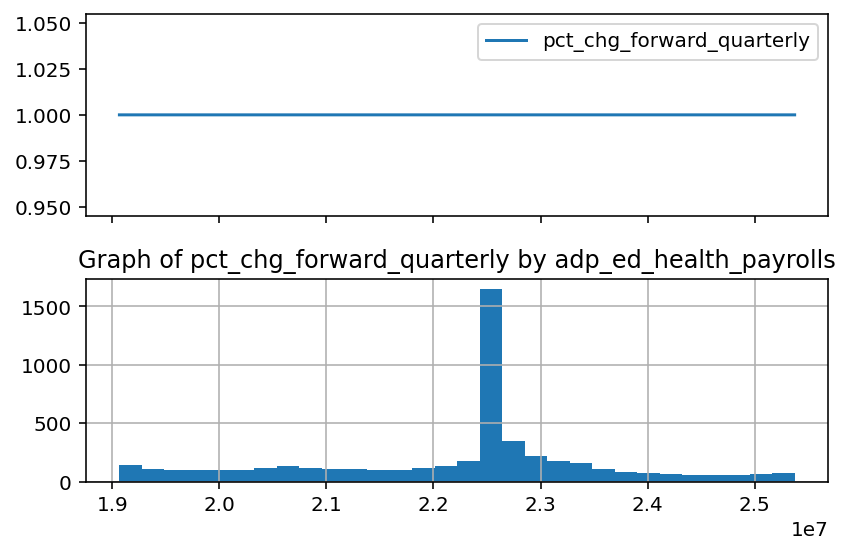 1.050
pct_chg_forward_quarterly
1.025
1.000
0.975
0.950
Graph of pct_chg_forward_quarterly by adp_ed_health_payrolls
1500
1000
500
0
1.9 2.0 2.1 2.2 2.3 2.4 2.5
1e7